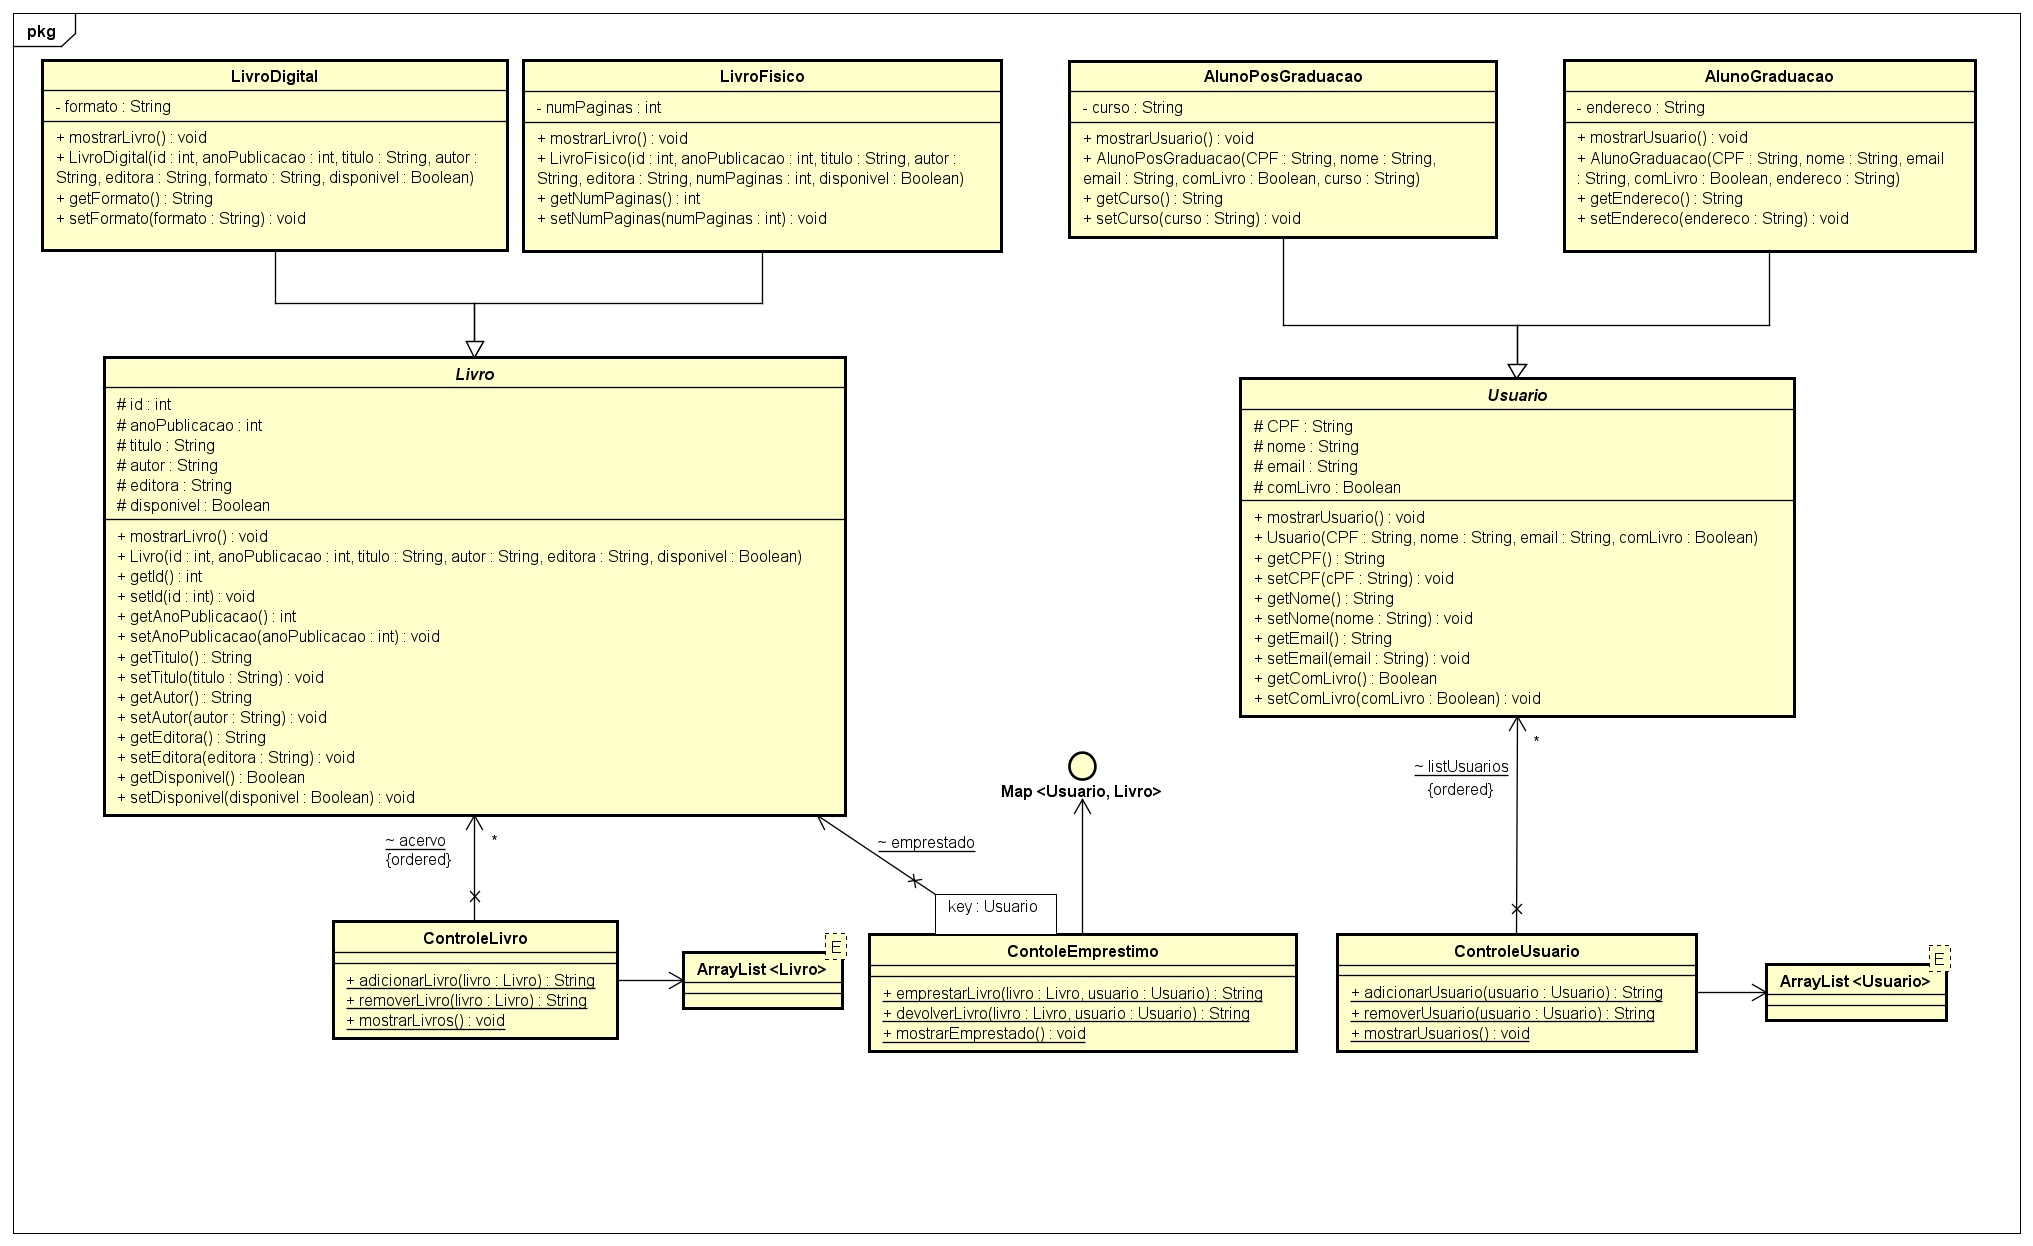 pkg
LivroDigital
- formato : String
+ mostrarLivro() : void
+ LivroDigital(id : int, anoPublicacao : int, titulo : String, autor :
String, editora : String, formato : String, disponivel : Boolean)
+ getFormato() : String
+ setFormato(formato : String) : void
LivroFisico
- numPaginas : int
+ mostrarLivro() : void
+ LivroFisico(id : int, anoPublicacao : int, titulo : String, autor :
String, editora : String, numPaginas : int, disponivel : Boolean)
+ getNumPaginas() : int
+ setNumPaginas(numPaginas : int) : void
AlunoPosGraduacao
- curso : String
+ mostrarUsuario() : void
+ AlunoPosGraduacao(CPF : String, nome : String,
email : String, comLivro : Boolean, curso : String)
+ getCurso() : String
+ setCurso(curso : String) : void
AlunoGraduacao
- endereco : String
+ mostrarUsuario() : void
+ AlunoGraduacao(CPF : String, nome : String, email
: String, comLivro : Boolean, endereco : String)
+ getEndereco() : String
+ setEndereco(endereco : String) : void
Livro
# id : int
# anoPublicacao : int
# titulo : String
# autor : String
# editora : String
# disponivel : Boolean
+ mostrarLivro() : void
+ Livro(id : int, anoPublicacao : int, titulo : String, autor : String, editora : String, disponivel : Boolean)
+ getId() : int
+ setId(id : int) : void
+ getAnoPublicacao() : int
+ setAnoPublicacao(anoPublicacao : int) : void
+ getTitulo() : String
+ setTitulo(titulo : String) : void
+ getAutor() : String
+ setAutor(autor : String) : void
+ getEditora() : String
+ setEditora(editora : String) : void
+ getDisponivel() : Boolean
+ setDisponivel(disponivel : Boolean) : void
Usuario
# CPF : String
# nome : String
# email : String
# comLivro : Boolean
+ mostrarUsuario() : void
+ Usuario(CPF : String, nome : String, email : String, comLivro : Boolean)
+ getCPF() : String
+ setCPF(cPF : String) : void
+ getNome() : String
+ setNome(nome : String) : void
+ getEmail() : String
+ setEmail(email : String) : void
+ getComLivro() : Boolean
+ setComLivro(comLivro : Boolean) : void
~ acervo
{ordered}
*
~ emprestado
Map <Usuario, Livro>
~ listUsuarios
{ordered}
*
key : Usuario
ControleLivro
+ adicionarLivro(livro : Livro) : String
+ removerLivro(livro : Livro) : String
+ mostrarLivros() : void
E
ArrayList <Livro>
ContoleEmprestimo
+ emprestarLivro(livro : Livro, usuario : Usuario) : String
+ devolverLivro(livro : Livro, usuario : Usuario) : String
+ mostrarEmprestado() : void
ControleUsuario
+ adicionarUsuario(usuario : Usuario) : String
+ removerUsuario(usuario : Usuario) : String
+ mostrarUsuarios() : void
E
ArrayList <Usuario>